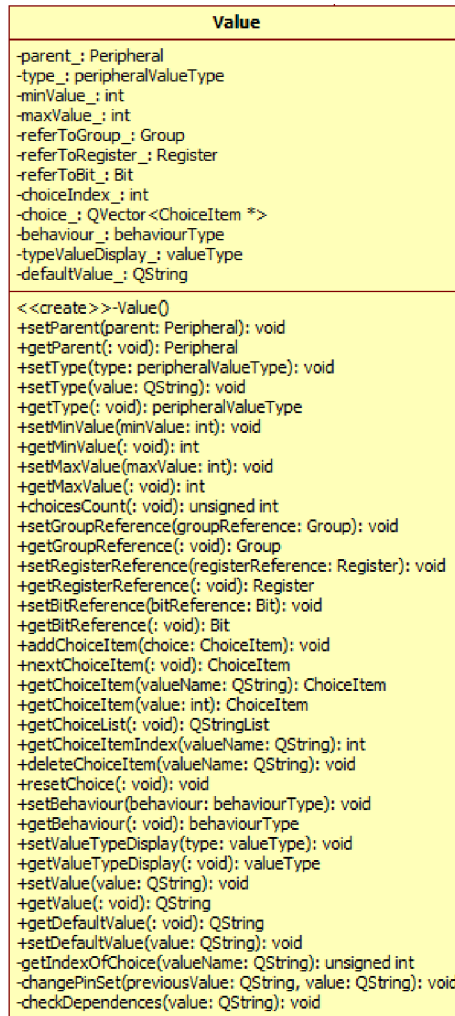 Value
-parent_: Peripheral
-type_: peripheralValueType
-minValue_: int
-maxValue_: int
-referToGroup_: Group
-referToRegister_: Register
-referToBit_: Bit
-choiceIndex_: int
-choice_: QVector<ChoiceItem *>
-behaviour_: behaviourType
-typeValueDisplay_: valueType
-defaultValue_: QString
<<create>>-Value()
+setParent(parent: Peripheral): void
+getParent(: void): Peripheral
+setType(type: peripheralValueType): void
+setType(value: QString): void
+getType(: void): peripheralValueType
+setMinValue(minValue: int): void
+getMinValue(: void): int
+setMaxValue(maxValue: int): void
+getMaxValue(: void): int
+choicesCount(: void): unsigned int
+setGroupReference(groupReference: Group): void
+getGroupReference(: void): Group
+setRegisterReference(registerReference: Register): void
+getRegisterReference(: void): Register
+setBitReference(bitReference: Bit): void
+getBitReference(: void): Bit
+addChoiceItem(choice: ChoiceItem): void
+nextChoiceItem(: void): ChoiceItem
+getChoiceItem(valueName: QString): ChoiceItem
+getChoiceItem(value: int): ChoiceItem
+getChoiceList(: void): QStringList
+getChoiceItemIndex(valueName: QString): int
+deleteChoiceItem(valueName: QString): void
+resetChoice(: void): void
+setBehaviour(behaviour: behaviourType): void
+getBehaviour(: void): behaviourType
+setValueTypeDisplay(type: valueType): void
+getValueTypeDisplay(: void): valueType
+setValue(value: QString): void
+getValue(: void): QString
+getDefaultValue(: void): QString
+setDefaultValue(value: QString): void
-getIndexOfChoice(valueName: QString): unsigned int
-changePinSet(previousValue: QString, value: QString): void
-checkDependences(value: QString): void